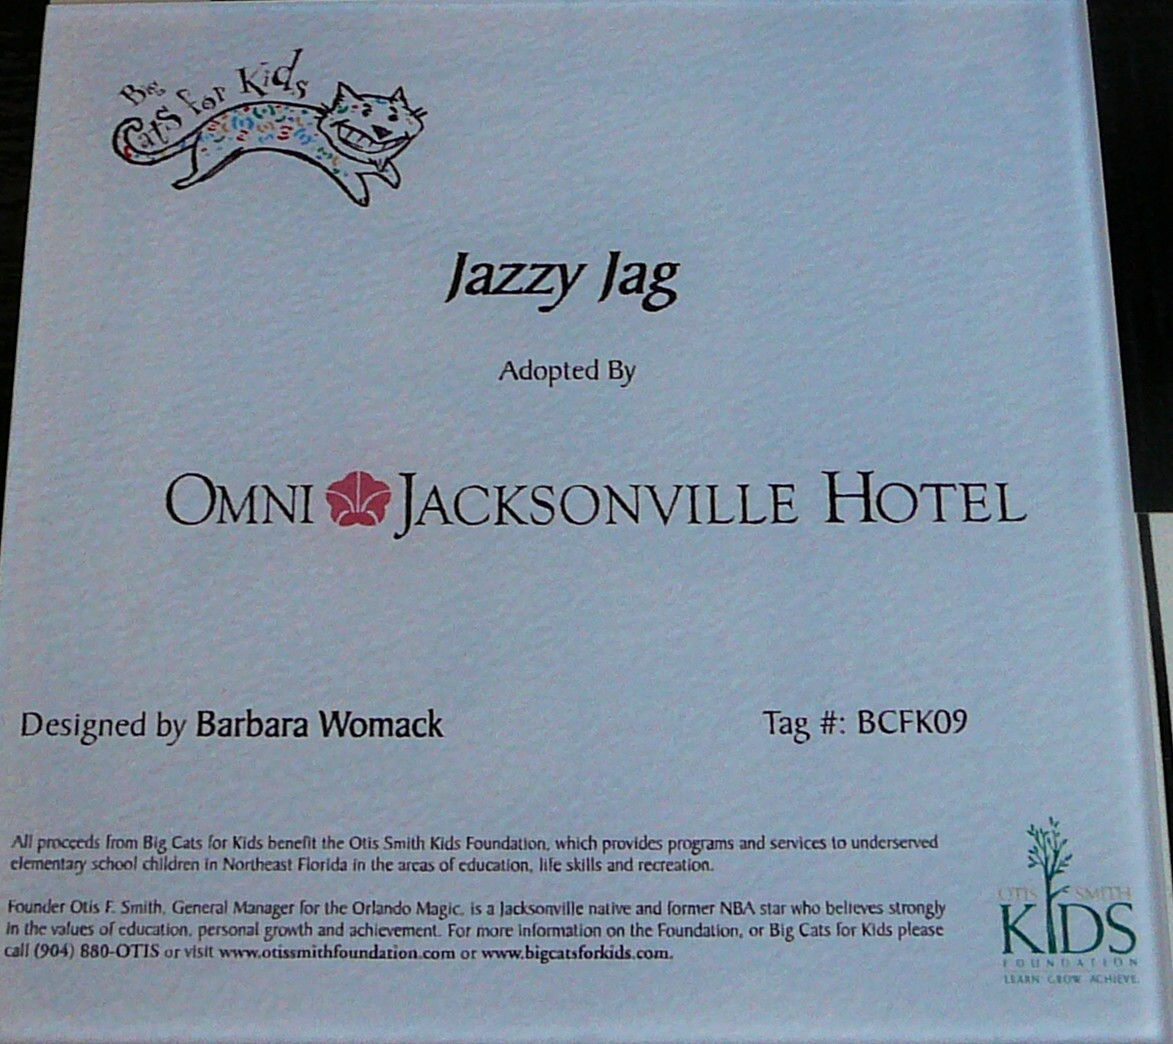 Big
Cats for Kids
Jazzy Jag
Adopted By
OMNI JACKSONVILLE HOTEL
Designed by Barbara Womack
Tag #: BCFK09
All proceeds from Big Cats for Kids benefit the Otis Smith Kids Foundation, which provides programs and services to underserved
elementary school children in Northeast Florida in the areas of education, life skills and recreation.
Founder Otis F. Smith, General Manager for the Orlando Magic, is a Jacksonville native and former NBA star who believes strongly
in the values of education, personal growth and achievement. For more information on the Foundation, or Big Cats for Kids please
call (904) 880-OTIS or visit www.otissmithfoundation.com or www.bigcatsforkids.com.
OTIS SMITH
KIDS
FOUNDATION
LEARN GROW ACHIEVE